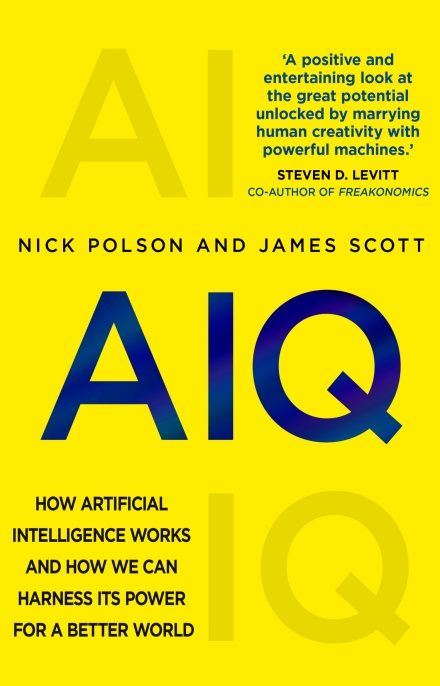 AI
‘A positive and
entertaining look at
the great potential
unlocked by marrying
human creativity with
powerful machines.’
STEVEN D. LEVITT
CO-AUTHOR OF FREAKONOMICS
NICK POLSON AND JAMES SCOTT
AIQ
HOW ARTIFICIAL
INTELLIGENCE WORKS
AND HOW WE CAN
HARNESS ITS POWER
FOR A BETTER WORLD
IQ